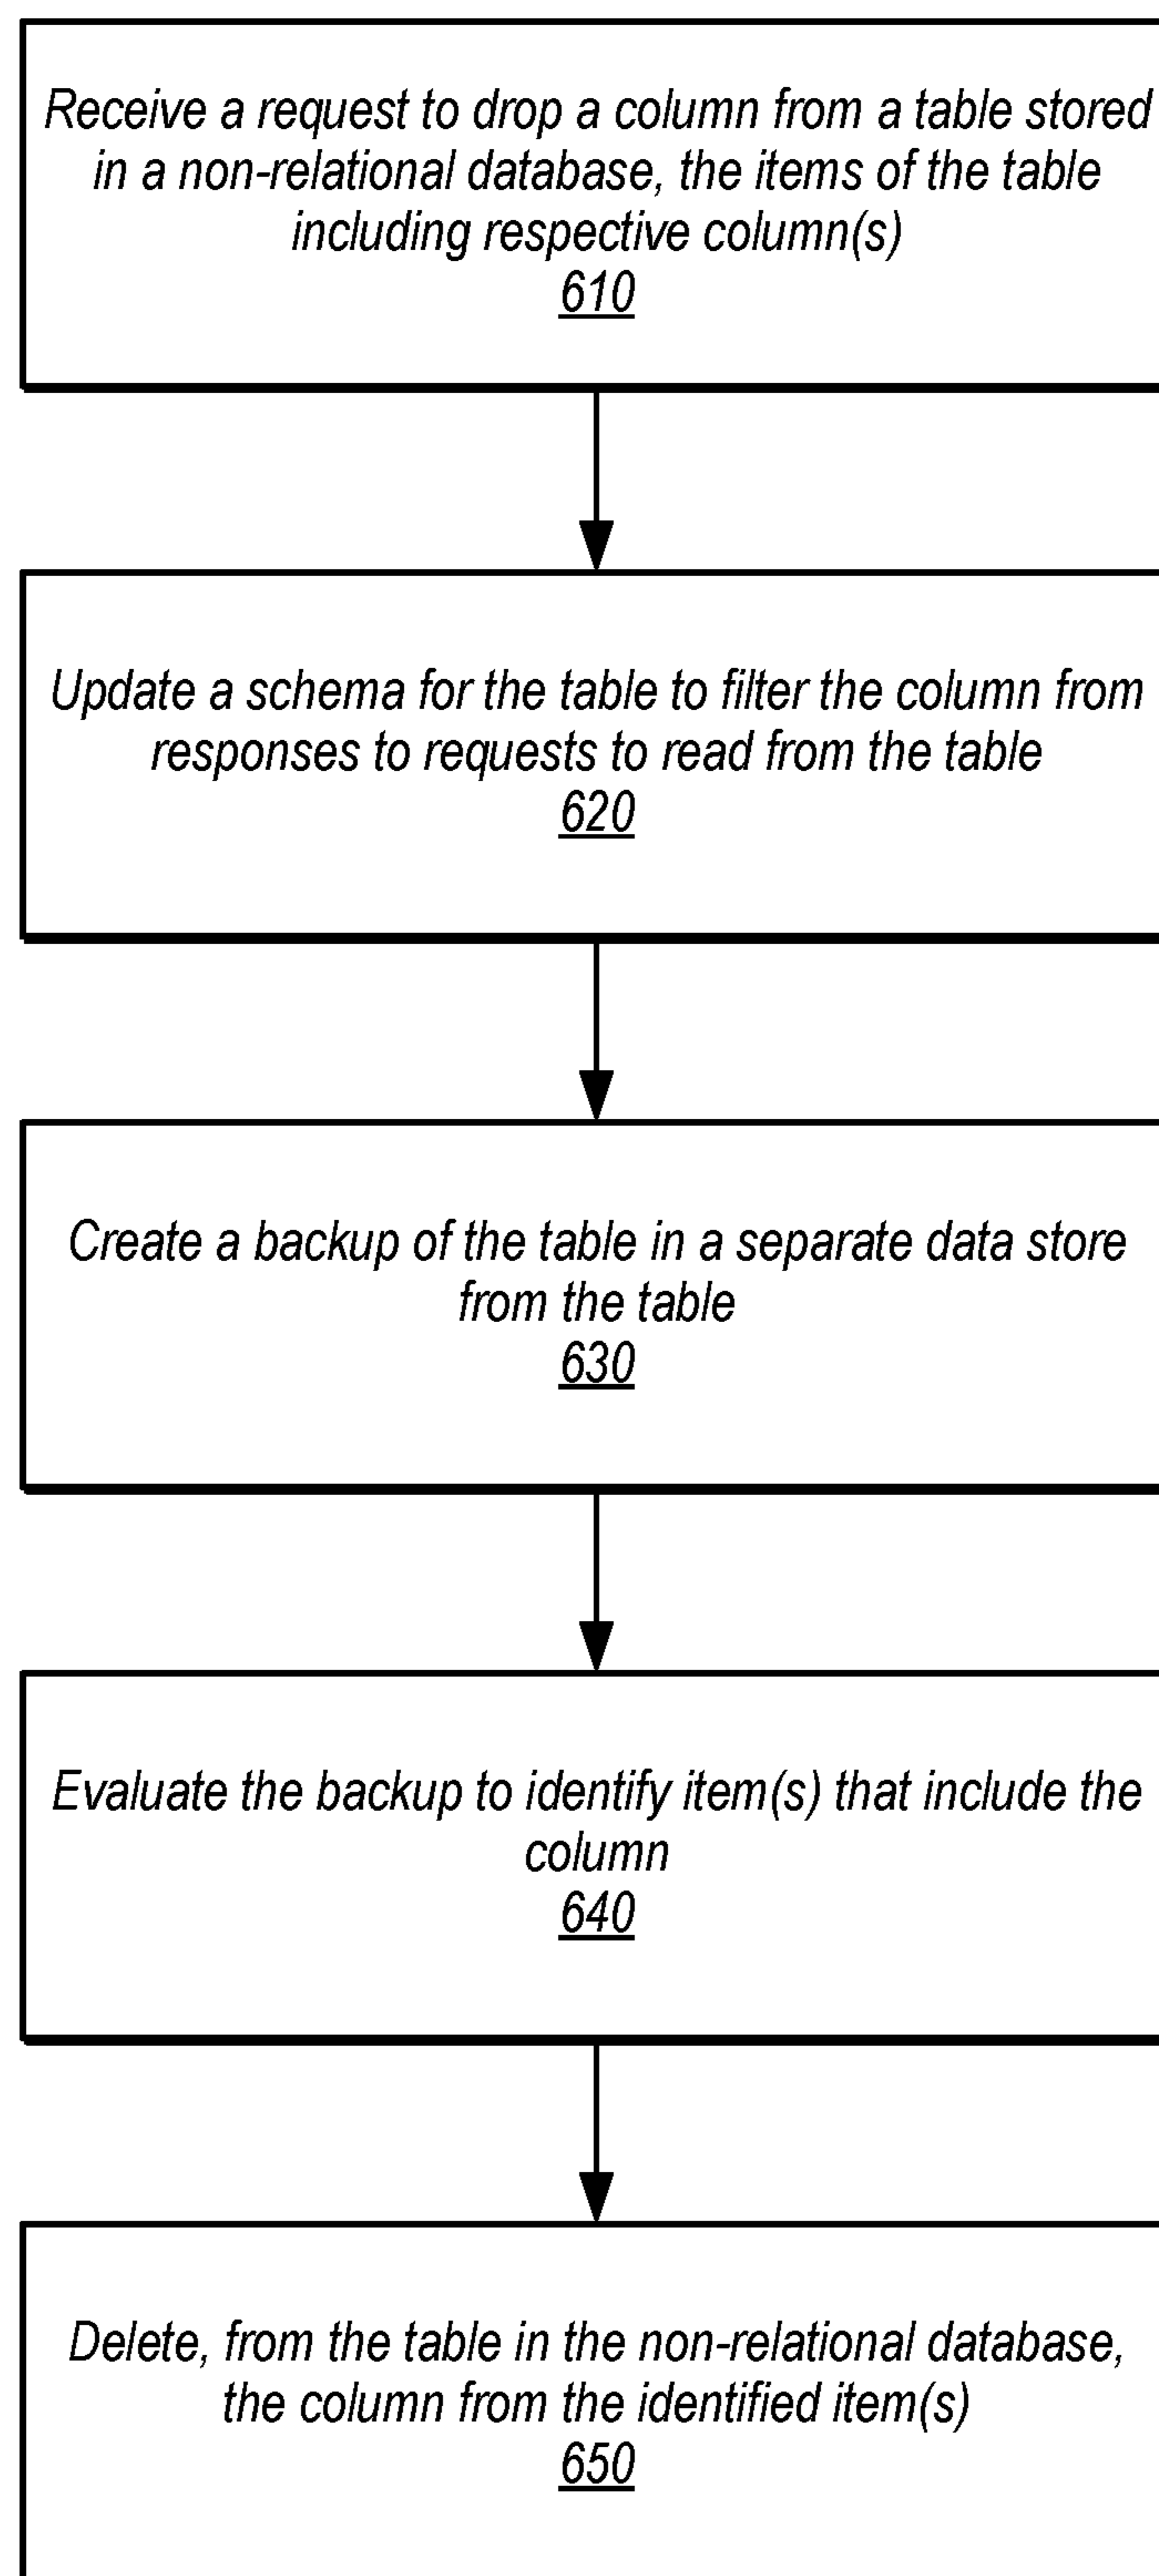 Receive a request to drop a column from a table stored
in a non-relational database, the items of the table
including respective column(s)
610
Update a schema for the table to filter the column from
responses to requests to read from the table
620
Create a backup of the table in a separate data store
from the table
630
Evaluate the backup to identify item(s) that include the
column
640
Delete, from the table in the non-relational database,
the column from the identified item(s)
650